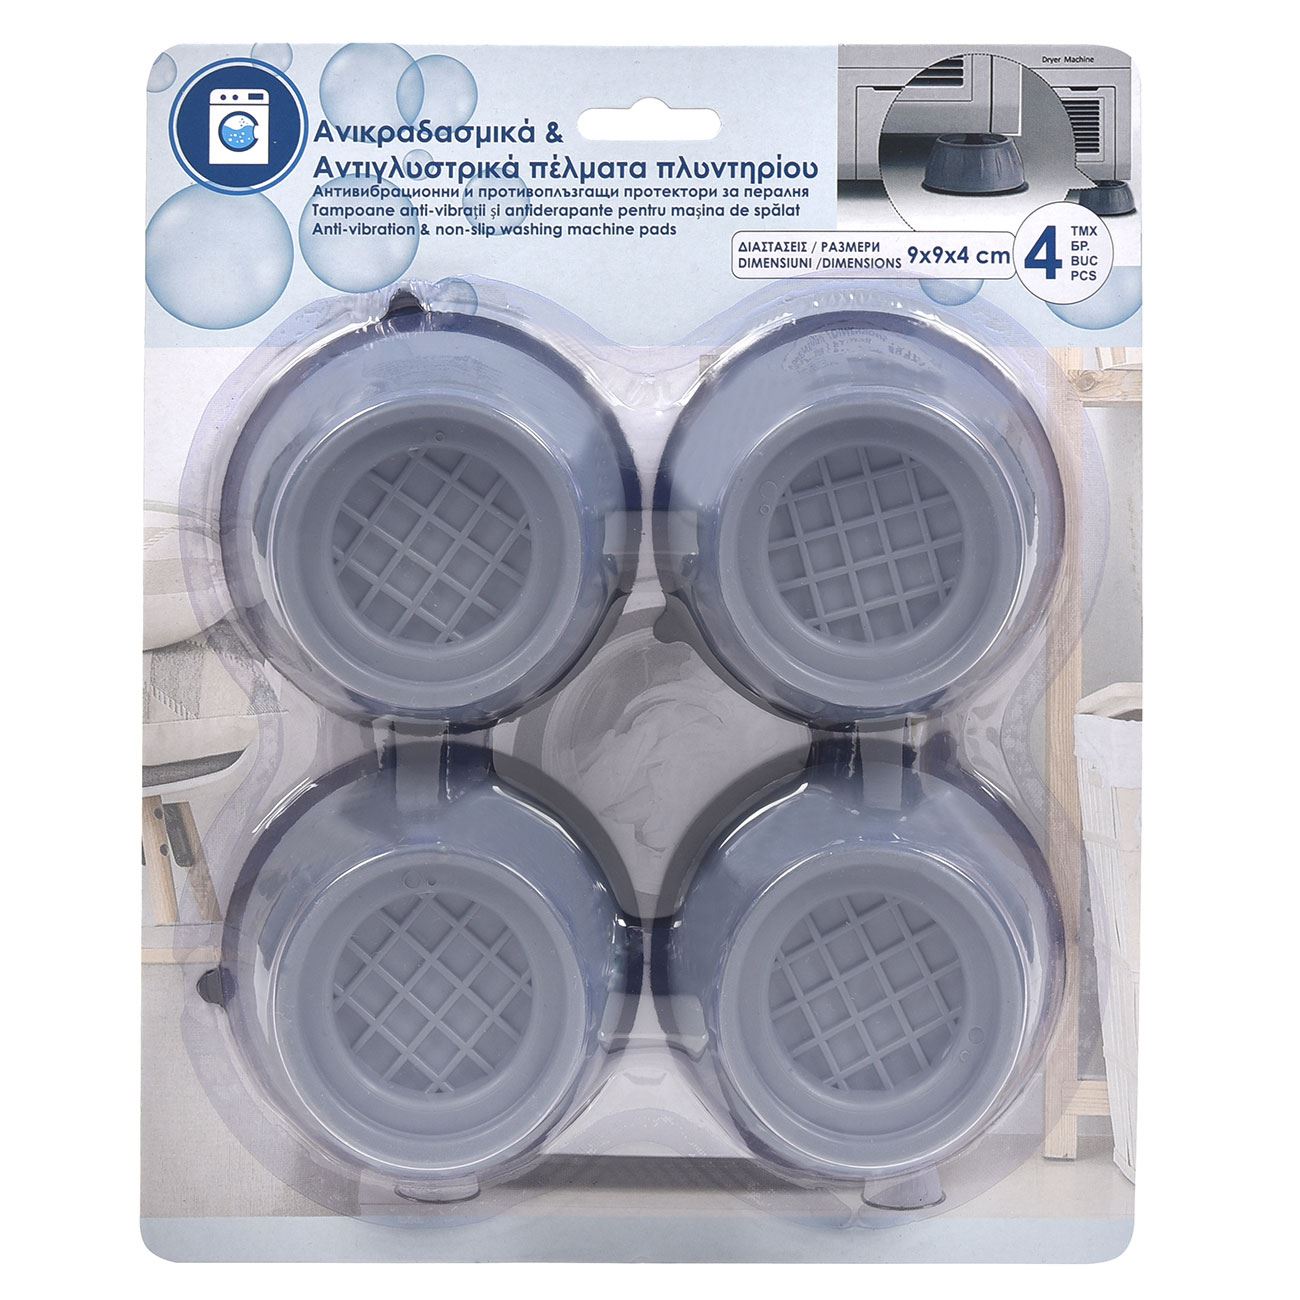 Dryer Machine
Ανικραδασμικά &
Αντιγλυστρικά πέλματα πλυντηρίου
Антивибрационни и противоплъзгащи протектори за пералня
Tampoane anti-vibrații și antiderapante pentru mașina de spălat
Anti-vibration & non-slip washing machine pads
ΔΙΑΣΤΑΣΕΙΣ / РАЗМЕРИ
DIMENSIUNI /DIMENSIONS 9x9x4 cm
4
ΤΜΧ
БР.
BUC
PCS